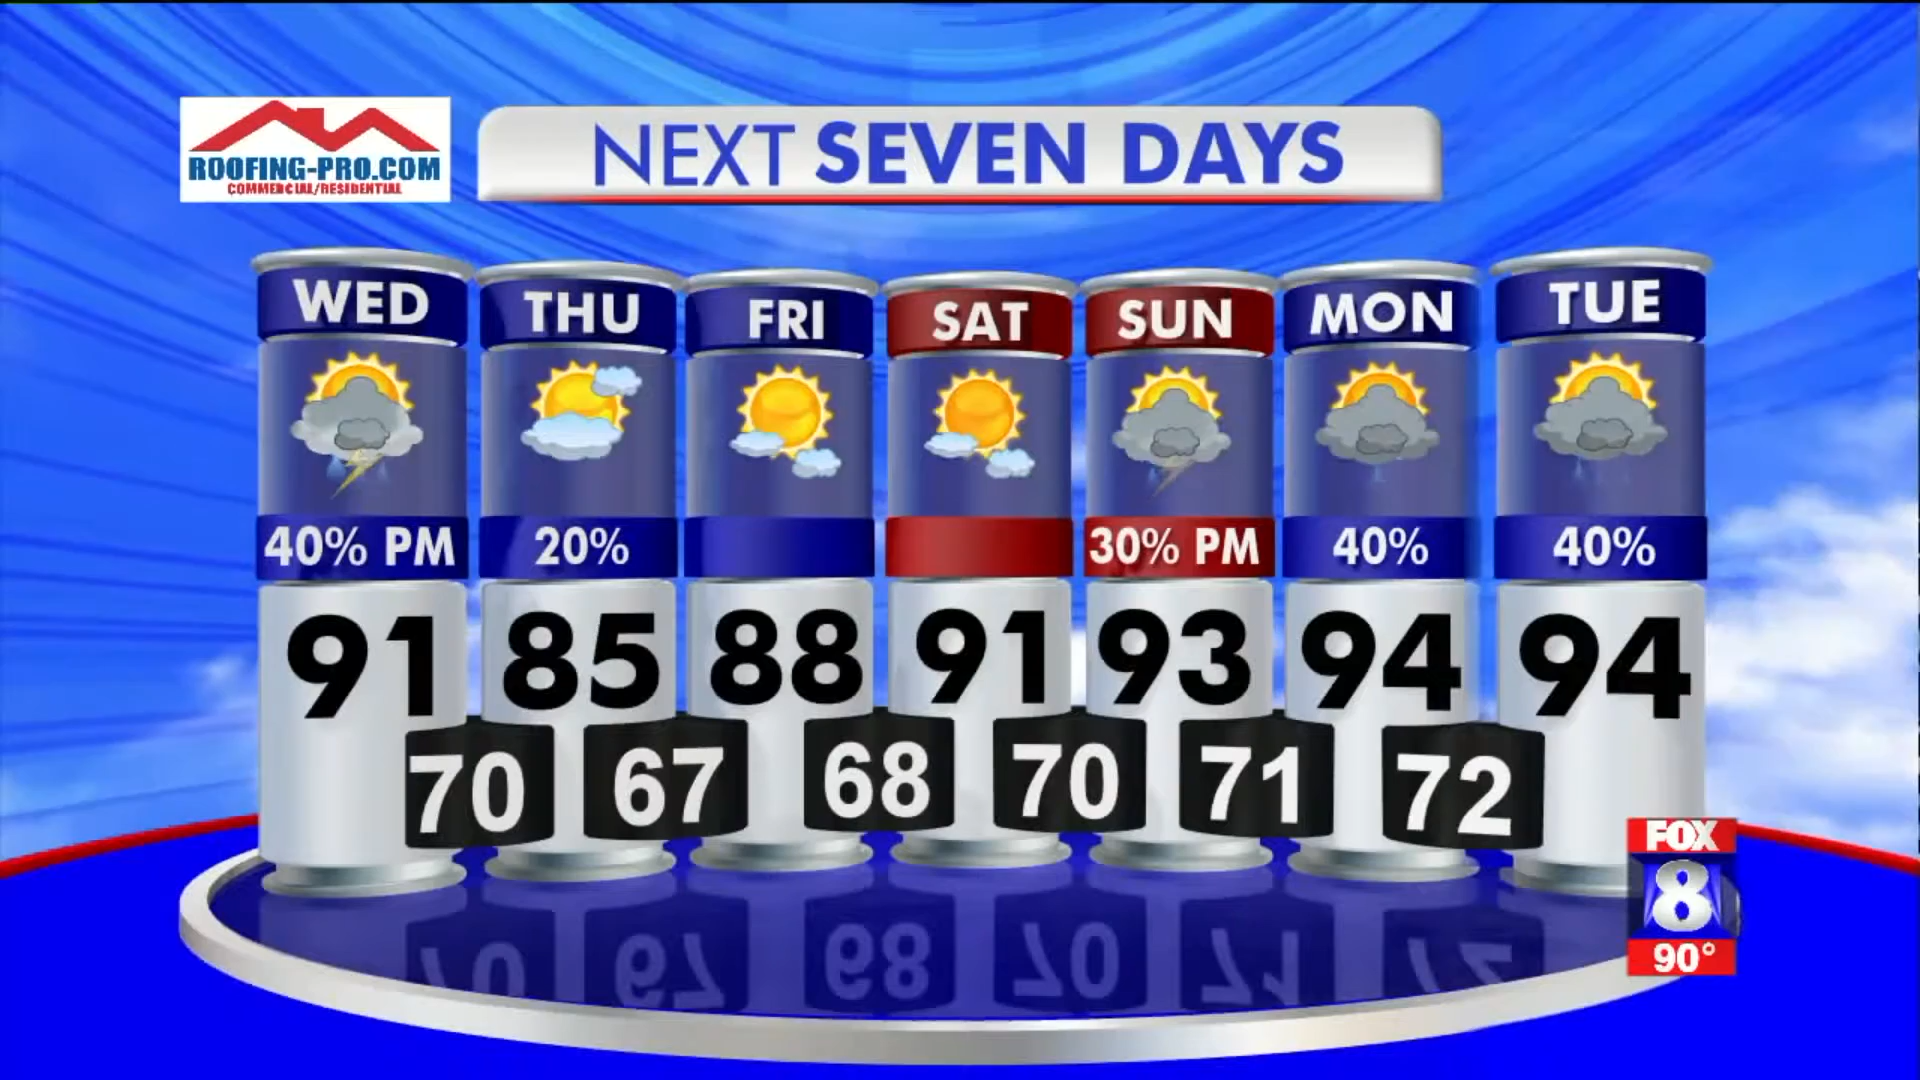 ROOFING-PRO.COM
COMMERCIAL/RESIDENTIAL
NEXT SEVEN DAYS
WED THU FRI SAT SUN MON TUE
40% PM 20% 30% PM 40% 40%
91 85 88 91 93 94 94
70 67 68 70 71 72
FOX
8
90°